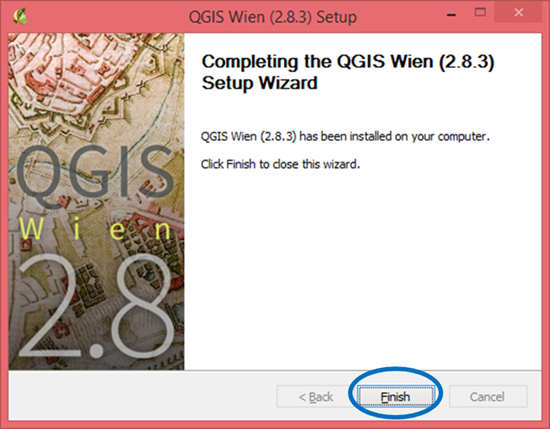 QGIS Wien (2.8.3) Setup
Completing the QGIS Wien (2.8.3)
Setup Wizard
QGIS Wien (2.8.3) has been installed on your computer.
Click Finish to close this wizard.
QGIS
Wien
2.8
< Back
Finish
Cancel